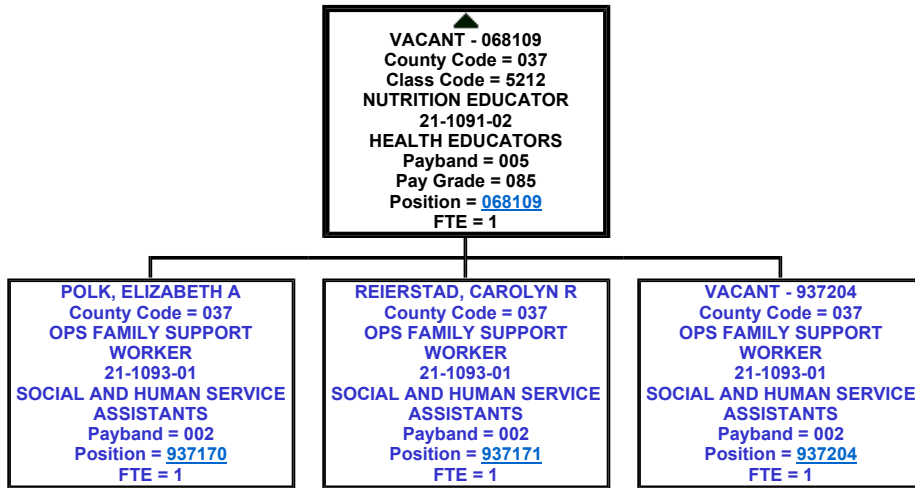 VACANT - 068109
County Code = 037
Class Code = 5212
NUTRITION EDUCATOR
21-1091-02
HEALTH EDUCATORS
Payband = 005
Pay Grade = 085
Position = 068109
FTE = 1
POLK, ELIZABETH A
County Code = 037
OPS FAMILY SUPPORT
WORKER
21-1093-01
SOCIAL AND HUMAN SERVICE
ASSISTANTS
Payband = 002
Position = 937170
FTE = 1
REIERSTAD, CAROLYN R
County Code = 037
OPS FAMILY SUPPORT
WORKER
21-1093-01
SOCIAL AND HUMAN SERVICE
ASSISTANTS
Payband = 002
Position = 937171
FTE = 1
VACANT - 937204
County Code = 037
OPS FAMILY SUPPORT
WORKER
21-1093-01
SOCIAL AND HUMAN SERVICE
ASSISTANTS
Payband = 002
Position = 937204
FTE = 1